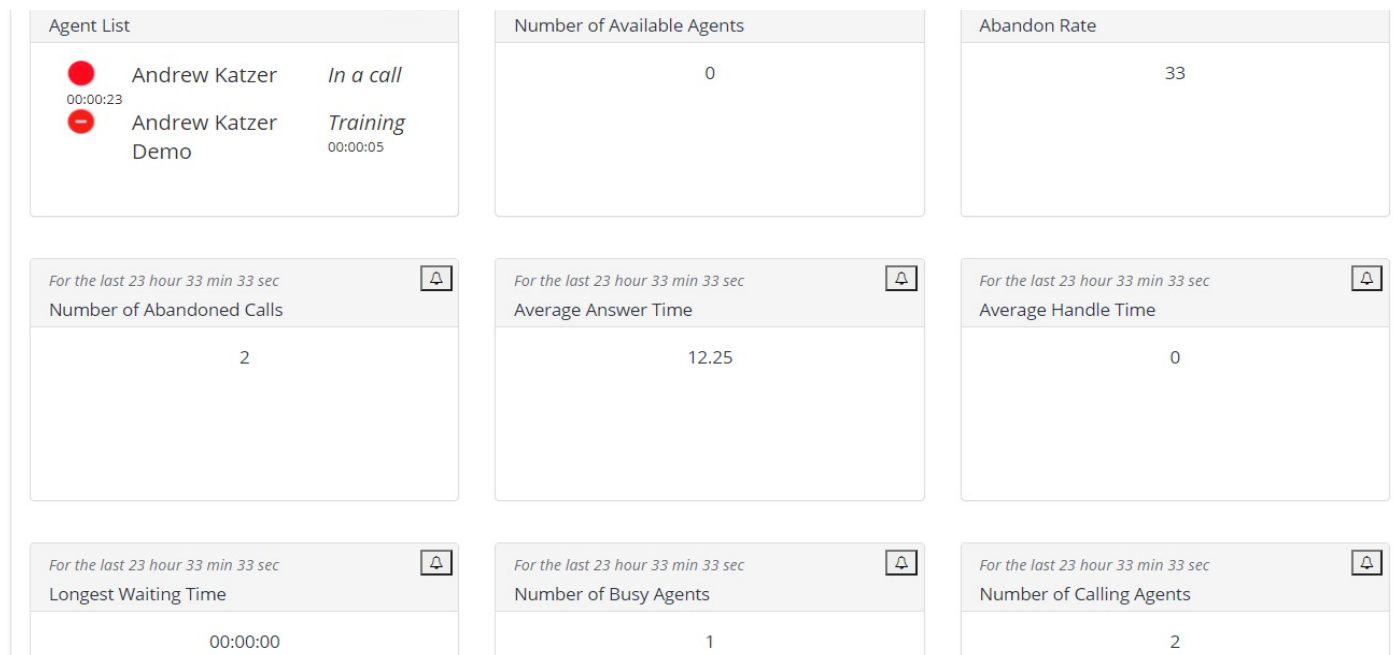 Agent List
Andrew Katzer In a call
00:00:23
Andrew Katzer Training
Demo 00:00:05
Number of Available Agents
0
Abandon Rate
33
For the last 23 hour 33 min 33 sec
Number of Abandoned Calls
2
For the last 23 hour 33 min 33 sec
Average Answer Time
12.25
For the last 23 hour 33 min 33 sec
Average Handle Time
0
For the last 23 hour 33 min 33 sec
Longest Waiting Time
00:00:00
For the last 23 hour 33 min 33 sec
Number of Busy Agents
1
For the last 23 hour 33 min 33 sec
Number of Calling Agents
2